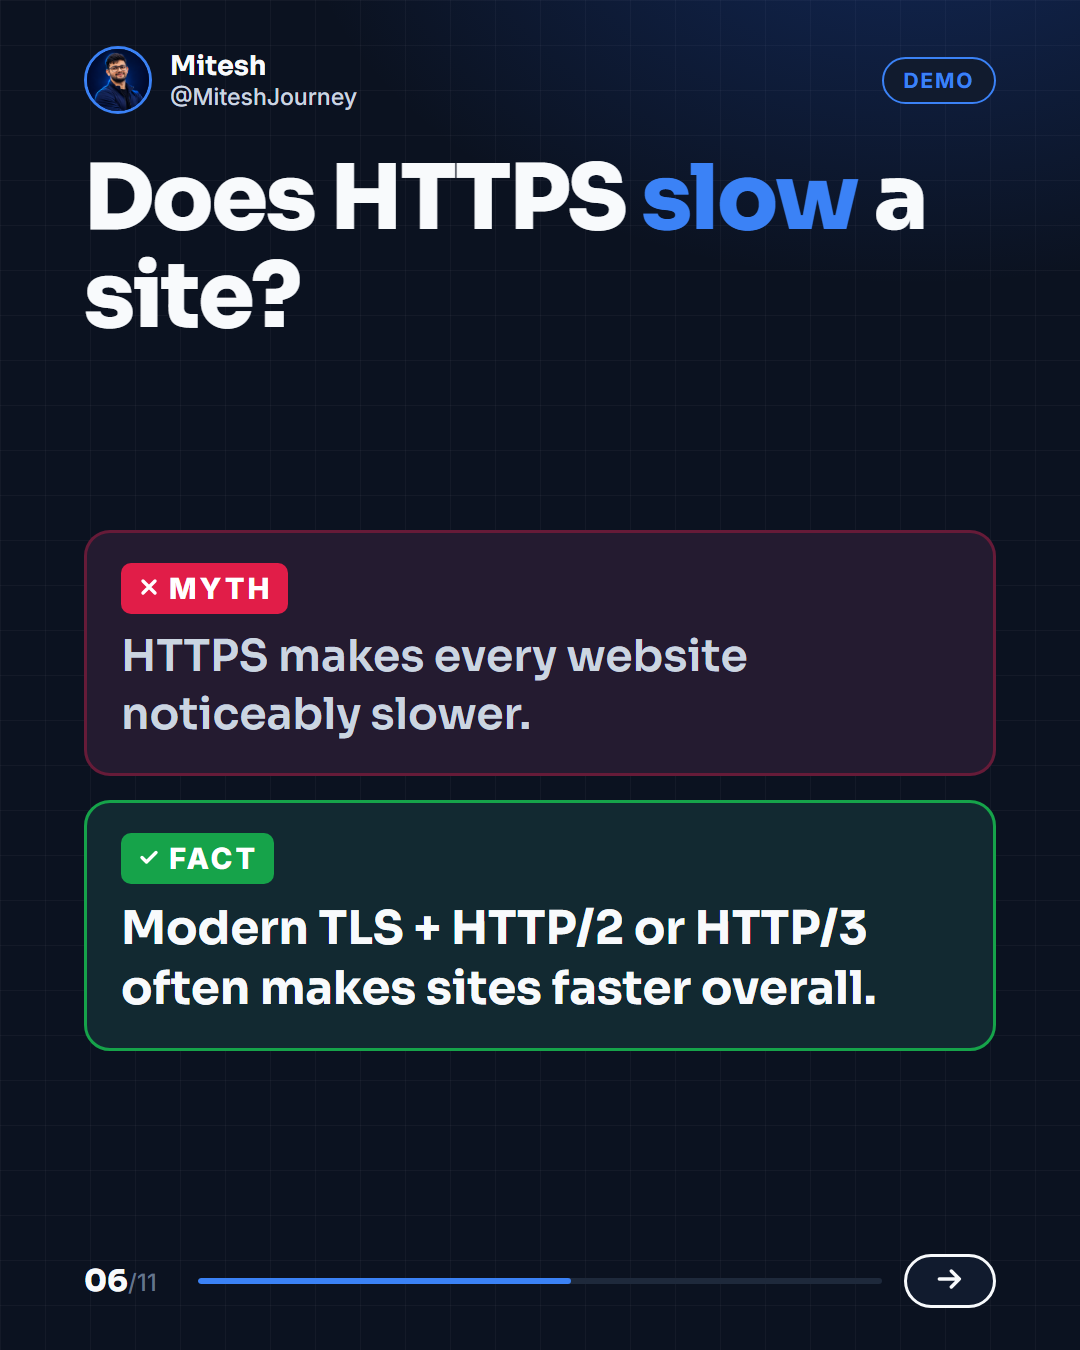 Mitesh
@MiteshJourney
DEMO
Does HTTPS slow a
site?
MYTH
HTTPS makes every website
noticeably slower.
FACT
Modern TLS + HTTP/2 or HTTP/3
often makes sites faster overall.
06/11